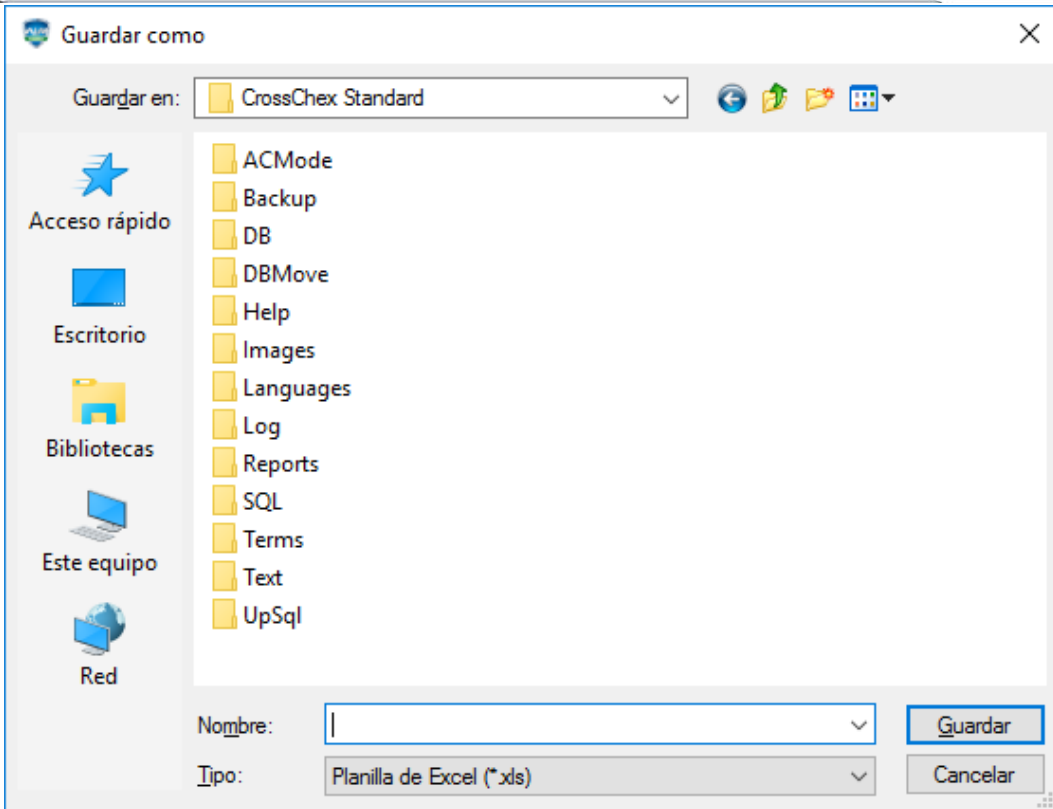 Guardar como
Guardar en: CrossChex Standard
ACMode
Backup
DB
DBMove
Help
Images
Languages
Log
Reports
SQL
Terms
Text
UpSql
Acceso rápido
Escritorio
Bibliotecas
Este equipo
Red
Nombre:
Guardar
Tipo: Planilla de Excel (*.xls)
Cancelar